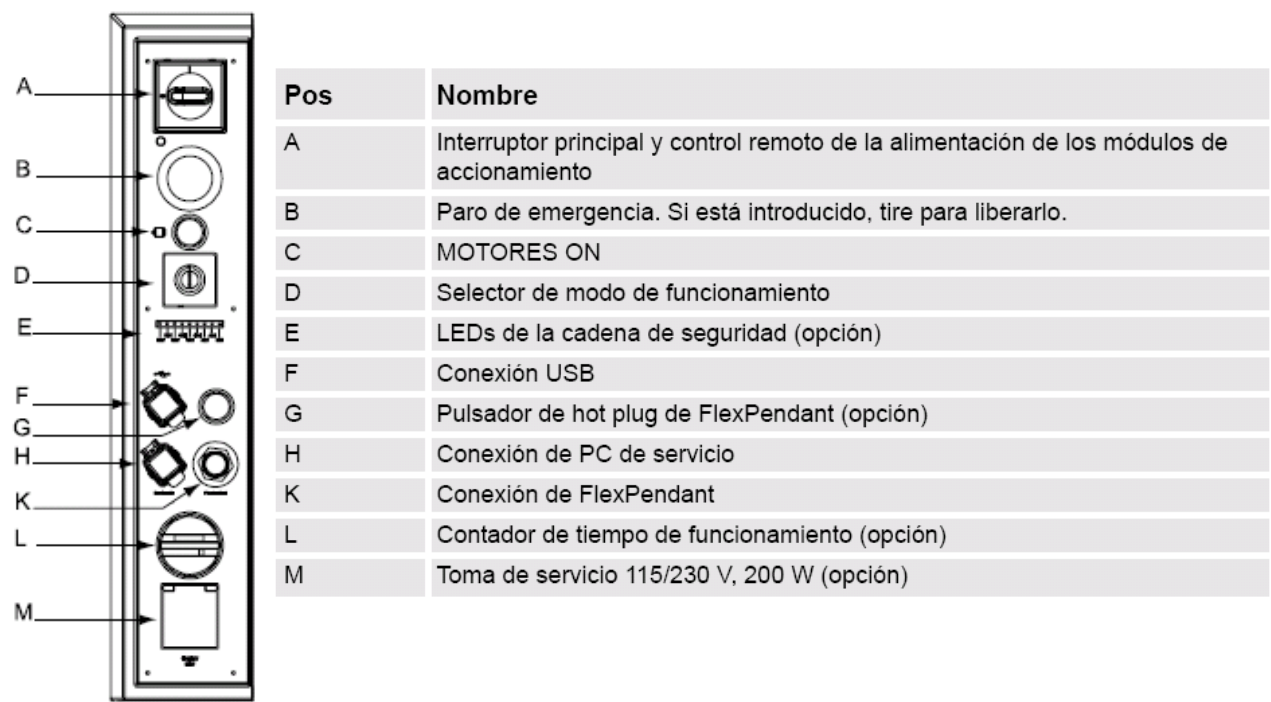 A
B
C
D
E
F
G
H
K
L
M
Pos Nombre
A Interruptor principal y control remoto de la alimentación de los módulos de
accionamiento
B Paro de emergencia. Si está introducido, tire para liberarlo.
C MOTORES ON
D Selector de modo de funcionamiento
E LEDs de la cadena de seguridad (opción)
F Conexión USB
G Pulsador de hot plug de FlexPendant (opción)
H Conexión de PC de servicio
K Conexión de FlexPendant
L Contador de tiempo de funcionamiento (opción)
M Toma de servicio 115/230 V, 200 W (opción)